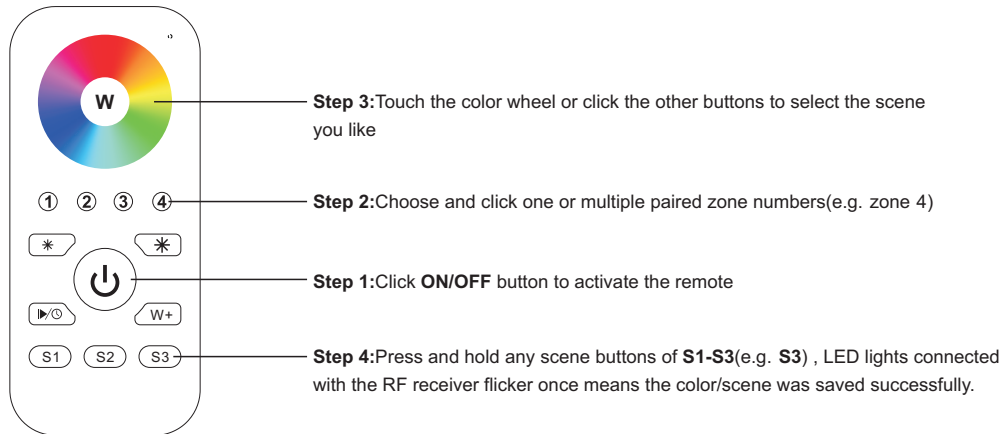 W
Step 3:Touch the color wheel or click the other buttons to select the scene
you like
1 2 3 4
Step 2:Choose and click one or multiple paired zone numbers(e.g. zone 4)
Step 1:Click ON/OFF button to activate the remote
W+
S1 S2 S3
Step 4:Press and hold any scene buttons of S1-S3(e.g. S3) , LED lights connected
with the RF receiver flicker once means the color/scene was saved successfully.